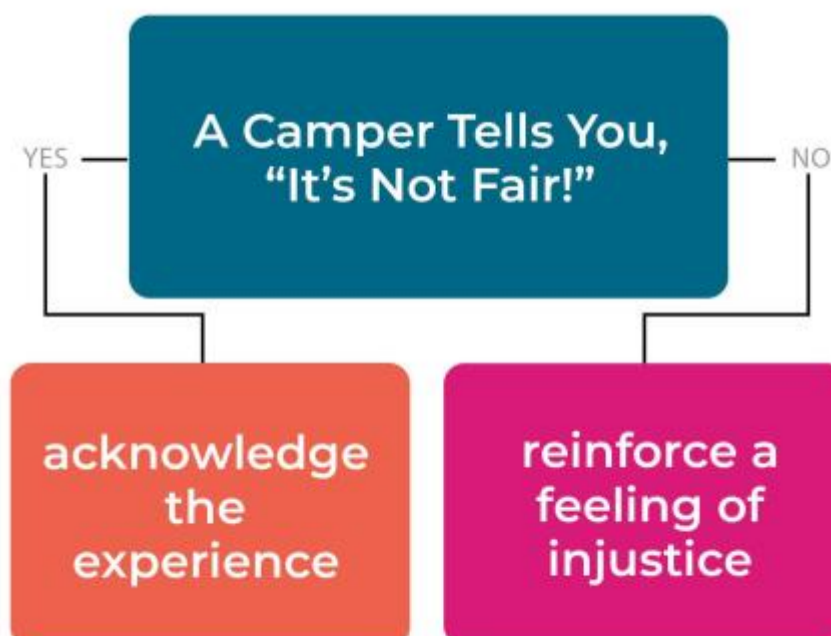 A Camper Tells You,
“It’s Not Fair!”
YES
NO
acknowledge
the
experience
reinforce a
feeling of
injustice